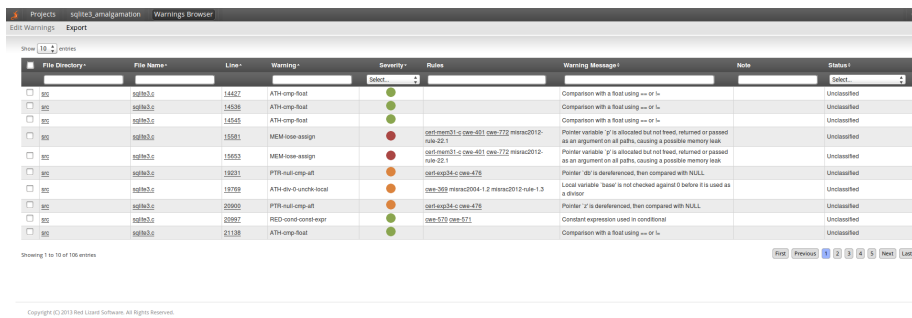 Projects sqlite3_amalgamation Warnings Browser
Edit Warnings Export
Show 10 entries
File Directory File Name Line Warning Severity Rules Warning Message Note Status
Select... Select...
src sqlite3.c 14427 ATH-cmp-float Comparison with a float using == or != Unclassified
src sqlite3.c 14536 ATH-cmp-float Comparison with a float using == or != Unclassified
src sqlite3.c 14545 ATH-cmp-float Comparison with a float using == or != Unclassified
src sqlite3.c 15581 MEM-lose-assign cert-mem31-c cwe-401 cwe-772 misrac2012-
rule-22.1 Pointer variable `p' is allocated but not freed, returned or passed
as an argument on all paths, causing a possible memory leak Unclassified
src sqlite3.c 15653 MEM-lose-assign cert-mem31-c cwe-401 cwe-772 misrac2012-
rule-22.1 Pointer variable `p' is allocated but not freed, returned or passed
as an argument on all paths, causing a possible memory leak Unclassified
src sqlite3.c 19231 PTR-null-cmp-aft cert-exp34-c cwe-476 Pointer `db' is dereferenced, then compared with NULL Unclassified
src sqlite3.c 19769 ATH-div-0-unchk-local cwe-369 misrac2004-1.2 misrac2012-rule-1.3 Local variable `base' is not checked against 0 before it is used as
a divisor Unclassified
src sqlite3.c 20900 PTR-null-cmp-aft cert-exp34-c cwe-476 Pointer `z' is dereferenced, then compared with NULL Unclassified
src sqlite3.c 20997 RED-cond-const-expr cwe-570 cwe-571 Constant expression used in conditional Unclassified
src sqlite3.c 21138 ATH-cmp-float Comparison with a float using == or != Unclassified
Showing 1 to 10 of 106 entries First Previous 1 2 3 4 5 Next Last
Copyright (C) 2013 Red Lizard Software. All Rights Reserved.